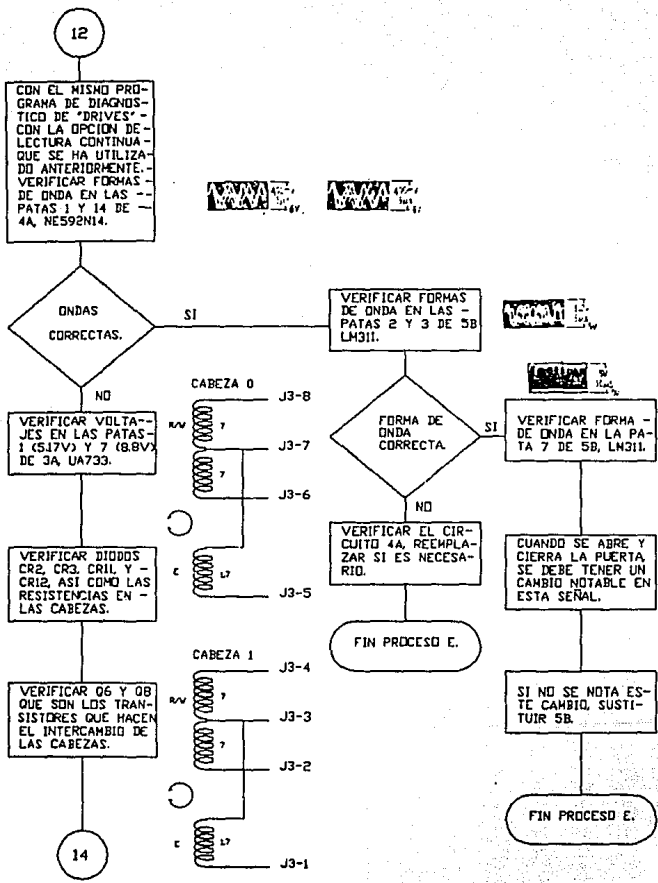 12
CON EL MISMO PRO-
GRAMA DE DIAGNOS-
TICO DE "DRIVES"-
CON LA OPCION DE-
LECTURA CONTINUA
QUE SE HA UTILIZA-
DO ANTERIORMENTE.-
VERIFICAR FORMAS
DE ONDA EN LAS --
PATAS 1 Y 14 DE --
4A, NE592N14.
ONDAS
CORRECTAS.
SI
NO
VERIFICAR VOLTA--
JES EN LAS PATAS-
1 (5.17V) Y 7 (8.8V)
DE 3A, UA733.
VERIFICAR DIODOS
CR2, CR3, CR11, Y -
CR12, ASI COMO LAS
RESISTENCIAS EN -
LAS CABEZAS.
VERIFICAR Q6 Y Q8
QUE SON LOS TRAN-
SISTORES QUE HACEN
EL INTERCAMBIO DE
LAS CABEZAS.
14
CABEZA 0
R/W
7
7
E
17
J3-8
J3-7
J3-6
J3-5
CABEZA 1
R/W
7
7
E
17
J3-4
J3-3
J3-2
J3-1
VERIFICAR FORMAS
DE ONDA EN LAS -
PATAS 2 Y 3 DE 5B
LM311.
FORMA DE
ONDA
CORRECTA.
SI
NO
VERIFICAR EL CIR-
CUITO 4A, REEMPLA-
ZAR SI ES NECESA-
RIO.
FIN PROCESO E.
VERIFICAR FORMA -
DE ONDA EN LA PA-
TA 7 DE 5B, LM311.
CUANDO SE ABRE Y
CIERRA LA PUERTA,
SE DEBE TENER UN
CAMBIO NOTABLE EN
ESTA SEÑAL.
SI NO SE NOTA ES-
TE CAMBIO, SUSTI-
TUIR 5B.
FIN PROCESO E.